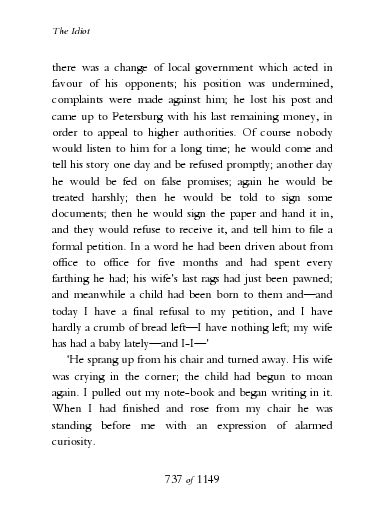 The Idiot
there was a change of local government which acted in
favour of his opponents; his position was undermined,
complaints were made against him; he lost his post and
came up to Petersburg with his last remaining money, in
order to appeal to higher authorities. Of course nobody
would listen to him for a long time; he would come and
tell his story one day and be refused promptly; another day
he would be fed on false promises; again he would be
treated harshly; then he would be told to sign some
documents; then he would sign the paper and hand it in,
and they would refuse to receive it, and tell him to file a
formal petition. In a word he had been driven about from
office to office for five months and had spent every
farthing he had; his wife's last rags had just been pawned;
and meanwhile a child had been born to them and—and
today I have a final refusal to my petition, and I have
hardly a crumb of bread left—I have nothing left; my wife
has had a baby lately—and I-I—'
'He sprang up from his chair and turned away. His wife
was crying in the corner; the child had begun to moan
again. I pulled out my note-book and began writing in it.
When I had finished and rose from my chair he was
standing before me with an expression of alarmed
curiosity.
737 of 1149